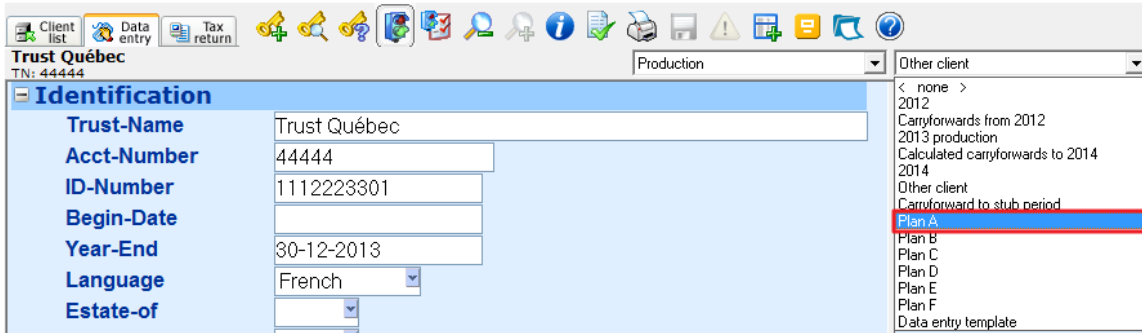 Client list
Data entry
Tax return
Trust Québec
TN: 44444
Production
Other client
Identification
Trust-Name Trust Québec
Acct-Number 44444
ID-Number 1112223301
Begin-Date
Year-End 30-12-2013
Language French
Estate-of
< none >
2012
Carryforwards from 2012
2013 production
Calculated carryforwards to 2014
2014
Other client
Carryforward to stub period
Plan A
Plan B
Plan C
Plan D
Plan E
Plan F
Data entry template